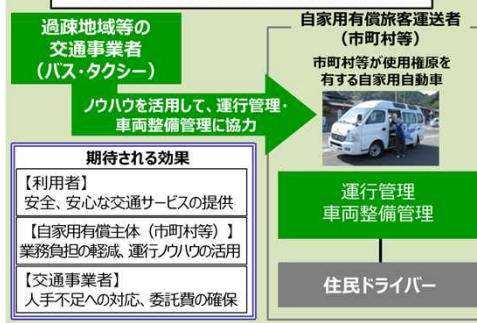 過疎地域等の
交通事業者
（バス・タクシー）
ノウハウを活用して、運行管理・
車両整備管理に協力
自家用有償旅客運送者
（市町村等）
市町村等が使用権原を
有する自家用自動車
運行管理
車両整備管理
住民ドライバー
期待される効果
【利用者】
安全、安心な交通サービスの提供
【自家用有償主体（市町村等）】
業務負担の軽減、運行ノウハウの活用
【交通事業者】
人手不足への対応、委託費の確保